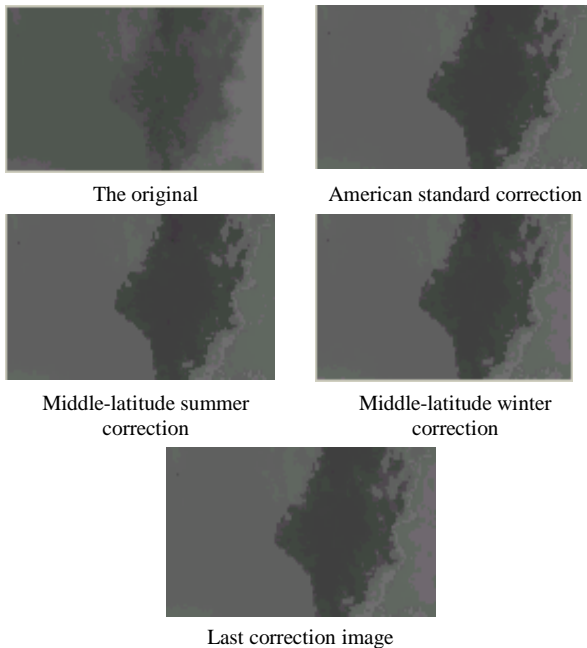 The original
American standard correction
Middle-latitude summer
correction
Middle-latitude winter
correction
Last correction image